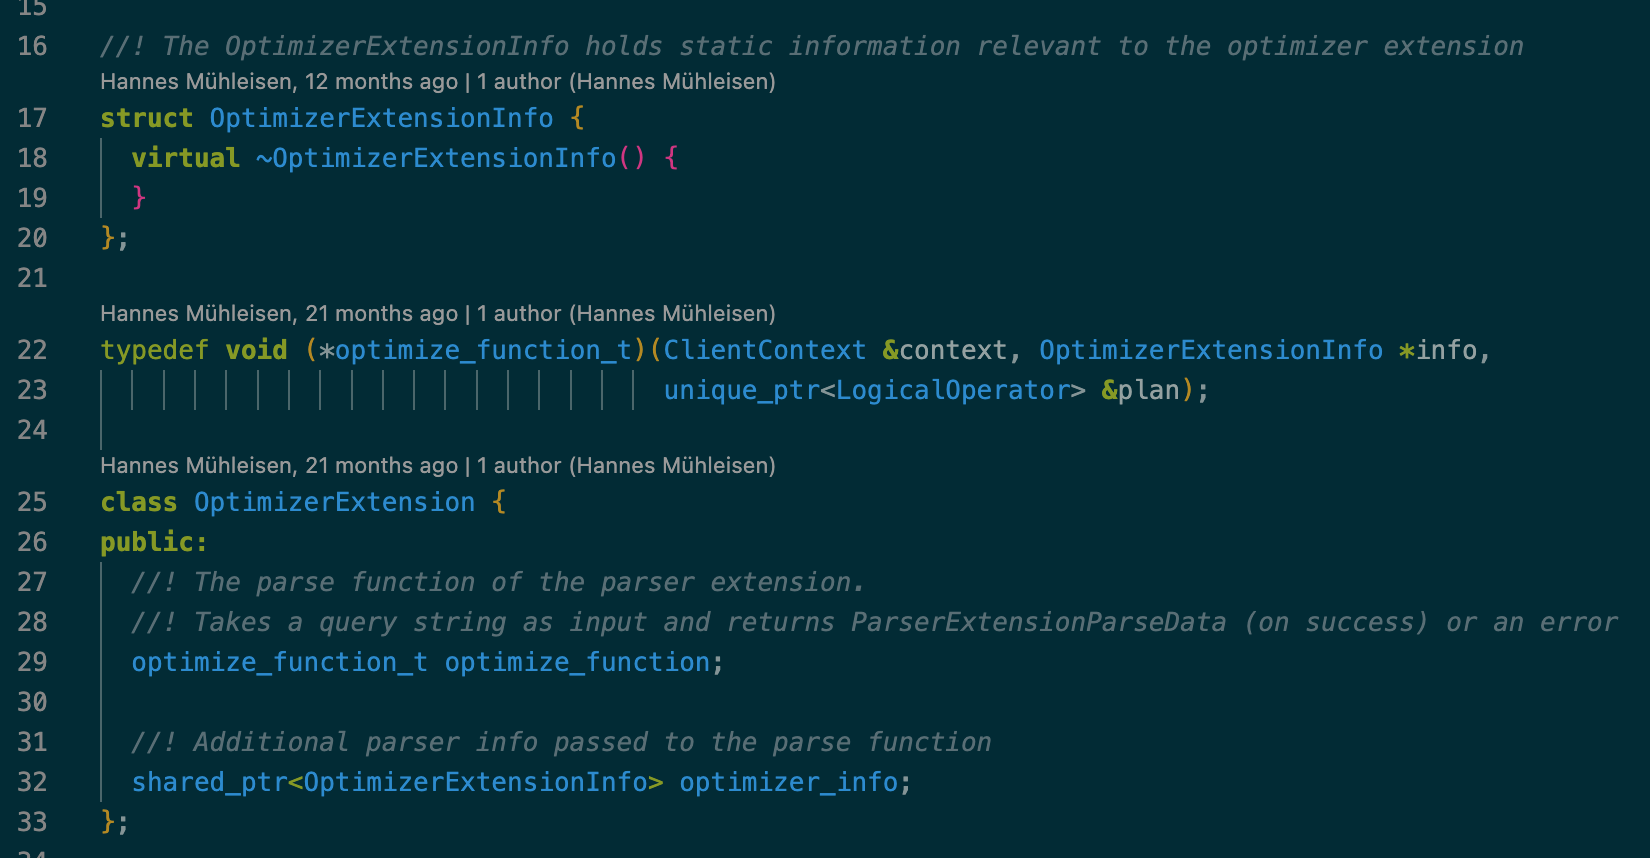 15
16 //! The OptimizerExtensionInfo holds static information relevant to the optimizer extension
Hannes Mühleisen, 12 months ago | 1 author (Hannes Mühleisen)
17 struct OptimizerExtensionInfo {
18 virtual ~OptimizerExtensionInfo() {
19 }
20 };
21
Hannes Mühleisen, 21 months ago | 1 author (Hannes Mühleisen)
22 typedef void (*optimize_function_t)(ClientContext &context, OptimizerExtensionInfo *info,
23 unique_ptr<LogicalOperator> &plan);
24
Hannes Mühleisen, 21 months ago | 1 author (Hannes Mühleisen)
25 class OptimizerExtension {
26 public:
27 //! The parse function of the parser extension.
28 //! Takes a query string as input and returns ParserExtensionParseData (on success) or an error
29 optimize_function_t optimize_function;
30
31 //! Additional parser info passed to the parse function
32 shared_ptr<OptimizerExtensionInfo> optimizer_info;
33 };
34